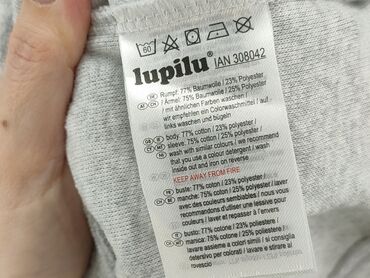 60
lupilu® IAN 308042
Rumpf: 77% Baumwolle / 23% Polyester
/ Ärmel: 75% Baumwolle / 25% Polyester /
mit ähnlichen Farben waschen /
wir empfehlen ein Colorwaschmittel / auf
links waschen und bügeln
body: 77% cotton / 23% polyester /
sleeve: 75% cotton / 25% polyester /
wash with similar colours / we recommend
that you use a colour detergent / wash
inside out and iron on reverse
KEEP AWAY FROM FIRE
buste: 77% coton / 23% polyester /
manche: 75% coton / 25% polyester / laver
avec des couleurs semblables / nous
recommandons d'utiliser une lessive pour
couleurs / laver et repasser à l'envers
busto: 77% cotone / 23% poliestere /
manica: 75% cotone / 25% poliestere /
lavare assieme a colori simili / si consiglia
l'utilizzo di detersivo per colorati /
lavare e stirare al rovescio